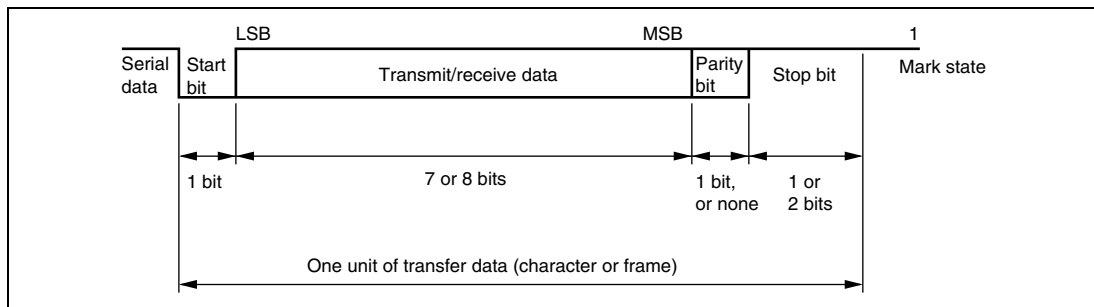 LSB MSB 1
Serial data
Start bit
Transmit/receive data
Parity bit
Stop bit
Mark state
1 bit
7 or 8 bits
1 bit, or none
1 or 2 bits
One unit of transfer data (character or frame)